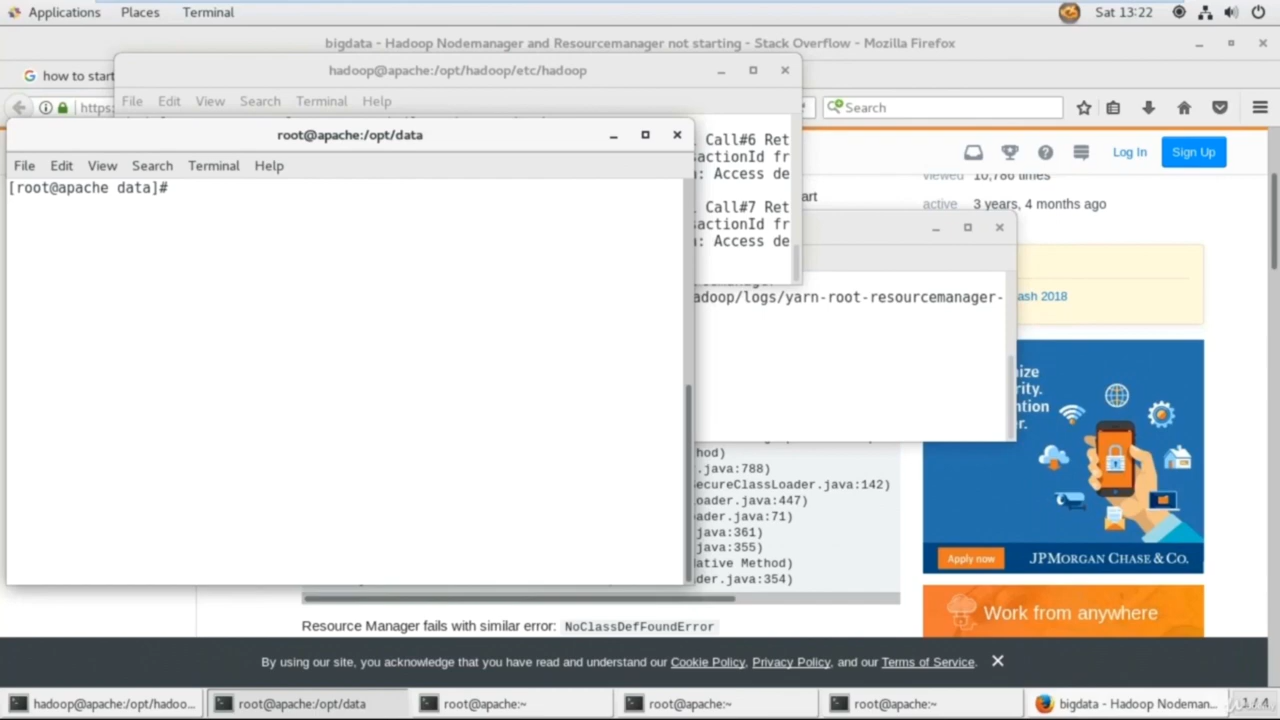 Applications Places Terminal Sat 13:22
bigdata - Hadoop Nodemanager and Resourcemanager not starting - Stack Overflow - Mozilla Firefox
how to start
hadoop@apache:/opt/hadoop/etc/hadoop
File Edit View Search Terminal Help
https:
Search
root@apache:/opt/data
File Edit View Search Terminal Help
[root@apache data]#
Call#6 Ret
sactionId fr
: Access de
Call#7 Ret
sactionId fr
: Access de
Log In Sign Up
viewed 10,786 times
art
active 3 years, 4 months ago
adoop/logs/yarn-root-resourcemanager-
ash 2018
ize
rity.
ntion
r.
hod)
.java:788)
SecureClassLoader.java:142)
oader.java:447)
ader.java:71)
java:361)
java:355)
ative Method)
der.java:354)
Apply now JPMORGAN CHASE & CO.
Work from anywhere
Resource Manager fails with similar error: NoClassDefFoundError
By using our site, you acknowledge that you have read and understand our Cookie Policy, Privacy Policy, and our Terms of Service.
hadoop@apache:/opt/hadoo... root@apache:/opt/data root@apache:~ root@apache:~ root@apache:~ bigdata - Hadoop Nodeman... 1 / 4